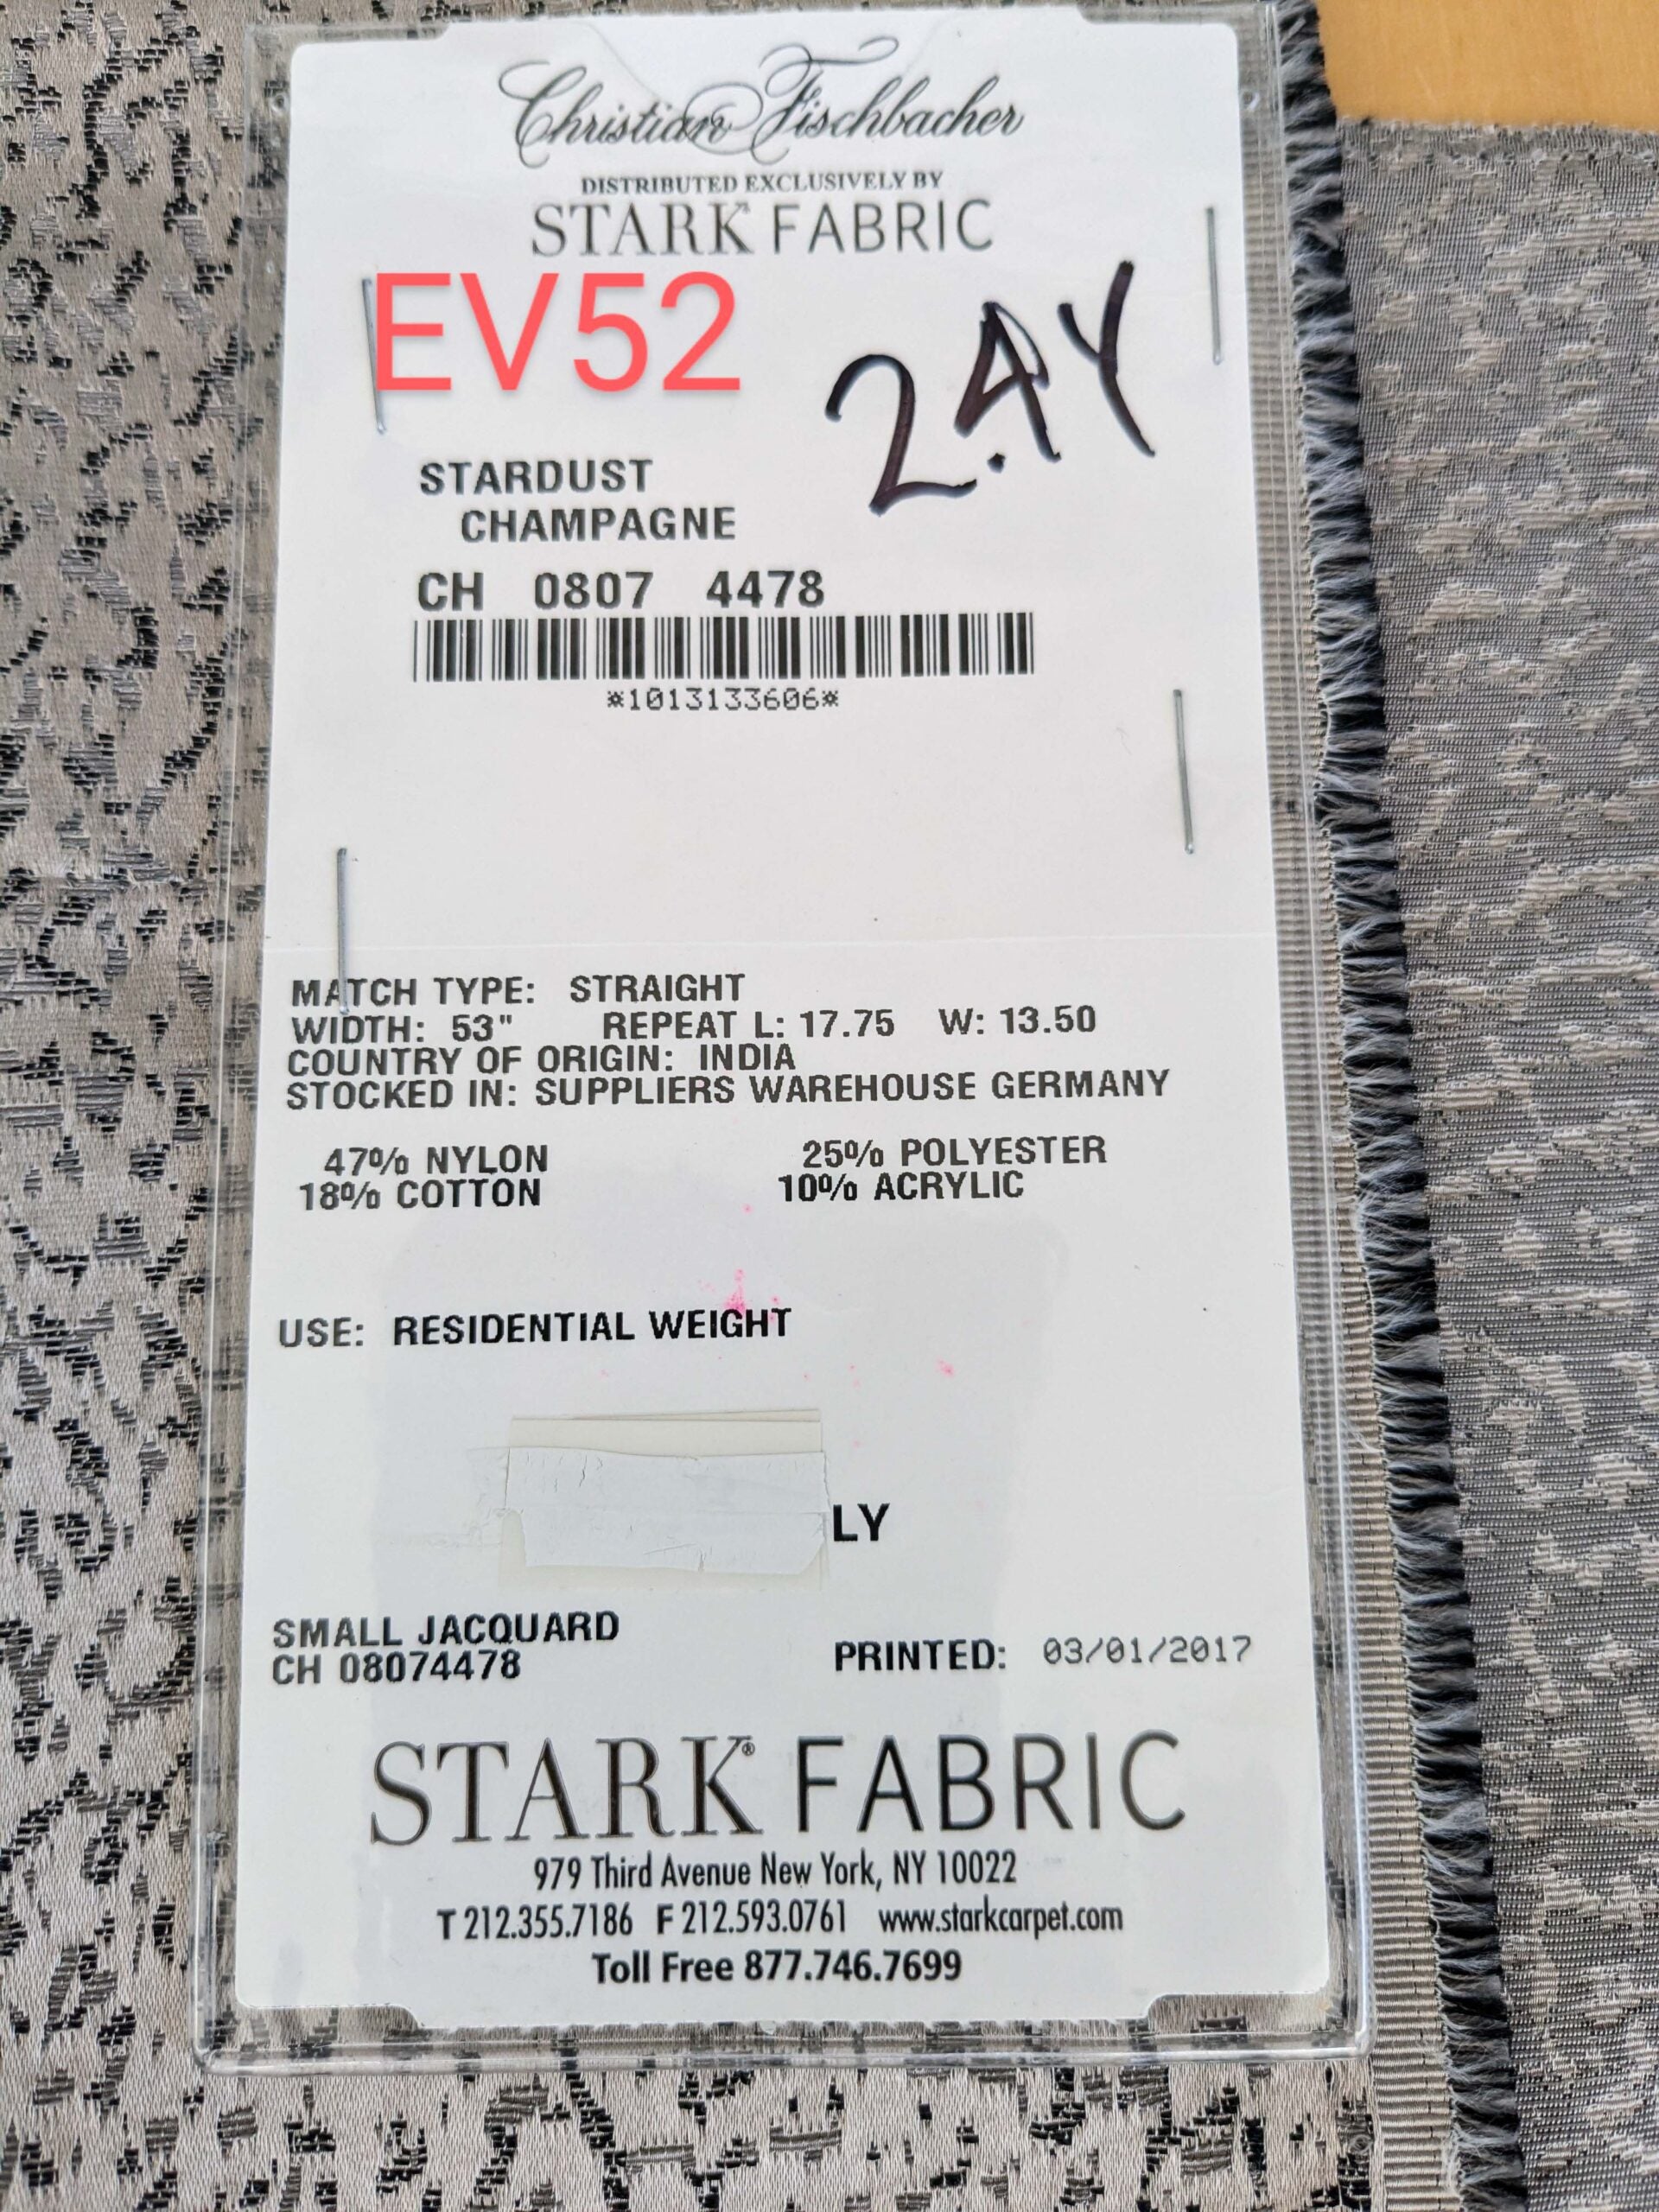 Christian Fischbacher
DISTRIBUTED EXCLUSIVELY BY
STARK® FABRIC
EV52
2.4Y
STARDUST
CHAMPAGNE
CH 0807 4478
*1013133606*
MATCH TYPE: STRAIGHT
WIDTH: 53" REPEAT L: 17.75 W: 13.50
COUNTRY OF ORIGIN: INDIA
STOCKED IN: SUPPLIERS WAREHOUSE GERMANY
47% NYLON 25% POLYESTER
18% COTTON 10% ACRYLIC
USE: RESIDENTIAL WEIGHT
LY
SMALL JACQUARD
CH 08074478 PRINTED: 03/01/2017
STARK® FABRIC
979 Third Avenue New York, NY 10022
T 212.355.7186 F 212.593.0761 www.starkcarpet.com
Toll Free 877.746.7699